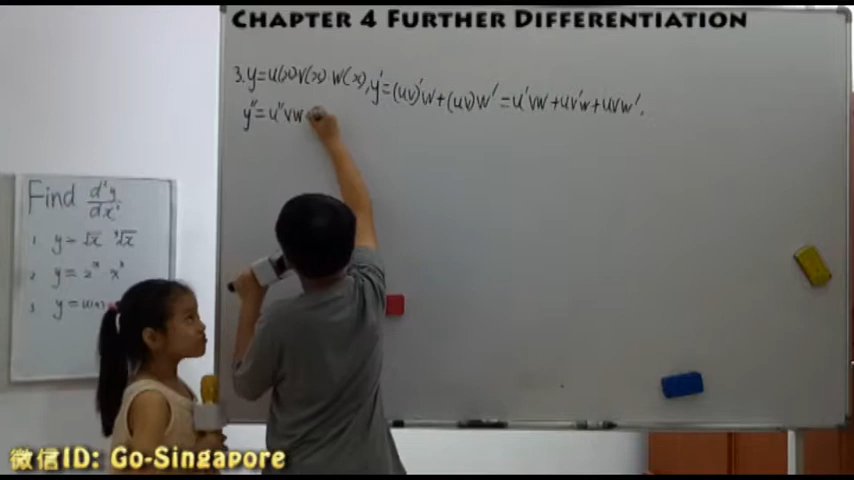 CHAPTER 4 FURTHER DIFFERENTIATION
3. y=u(x)v(x)·w(x), y'=(uv)'w+(uv)w'=u'vw+uv'w+uvw'.
y''=u''vw
Find d²y/dx²
1 y=√x ³√x
2 y=2ˣ x³
3 y=
微信ID: Go-Singapore